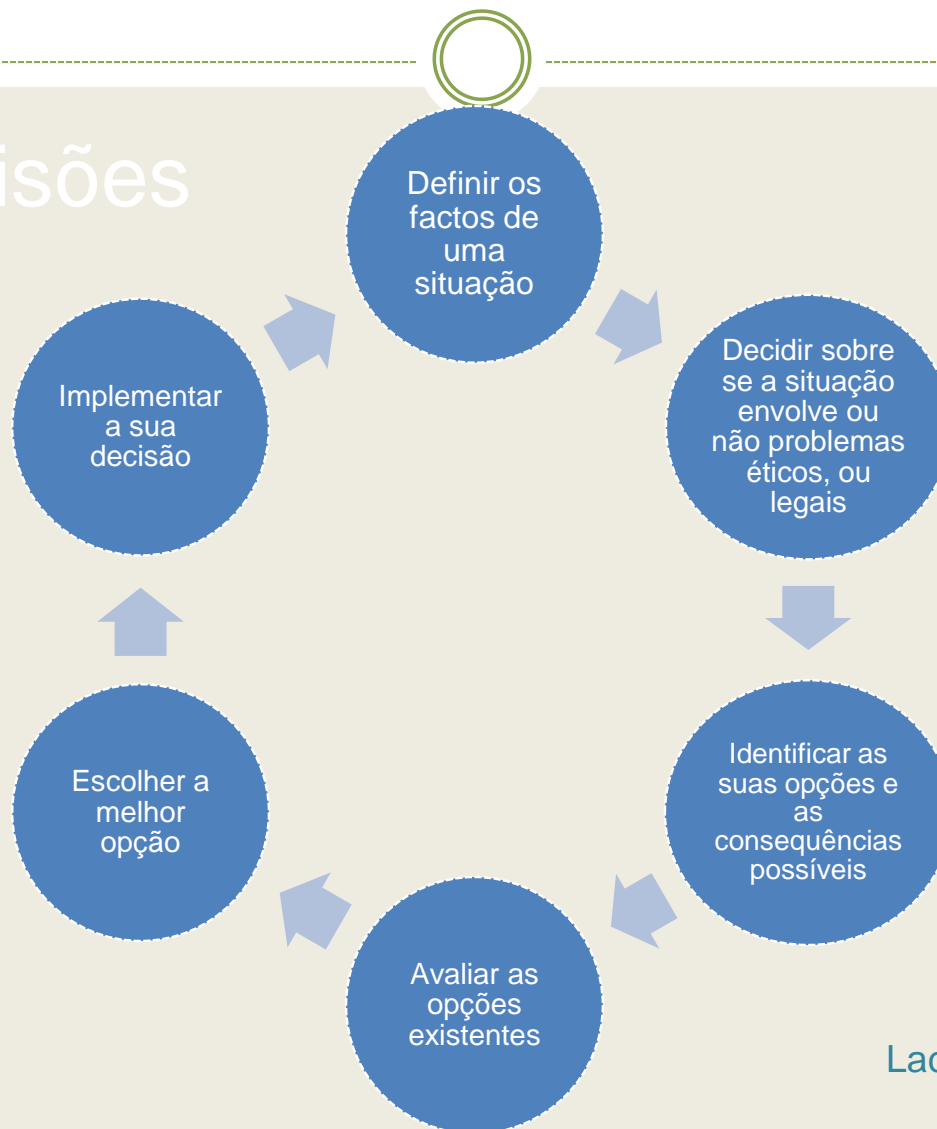 isões
Definir os
factos de
uma
situação
Decidir sobre
se a situação
envolve ou
não problemas
éticos, ou
legais
Identificar as
suas opções e
as
consequências
possíveis
Avaliar as
opções
existentes
Escolher a
melhor
opção
Implementar
a sua
decisão
Lac